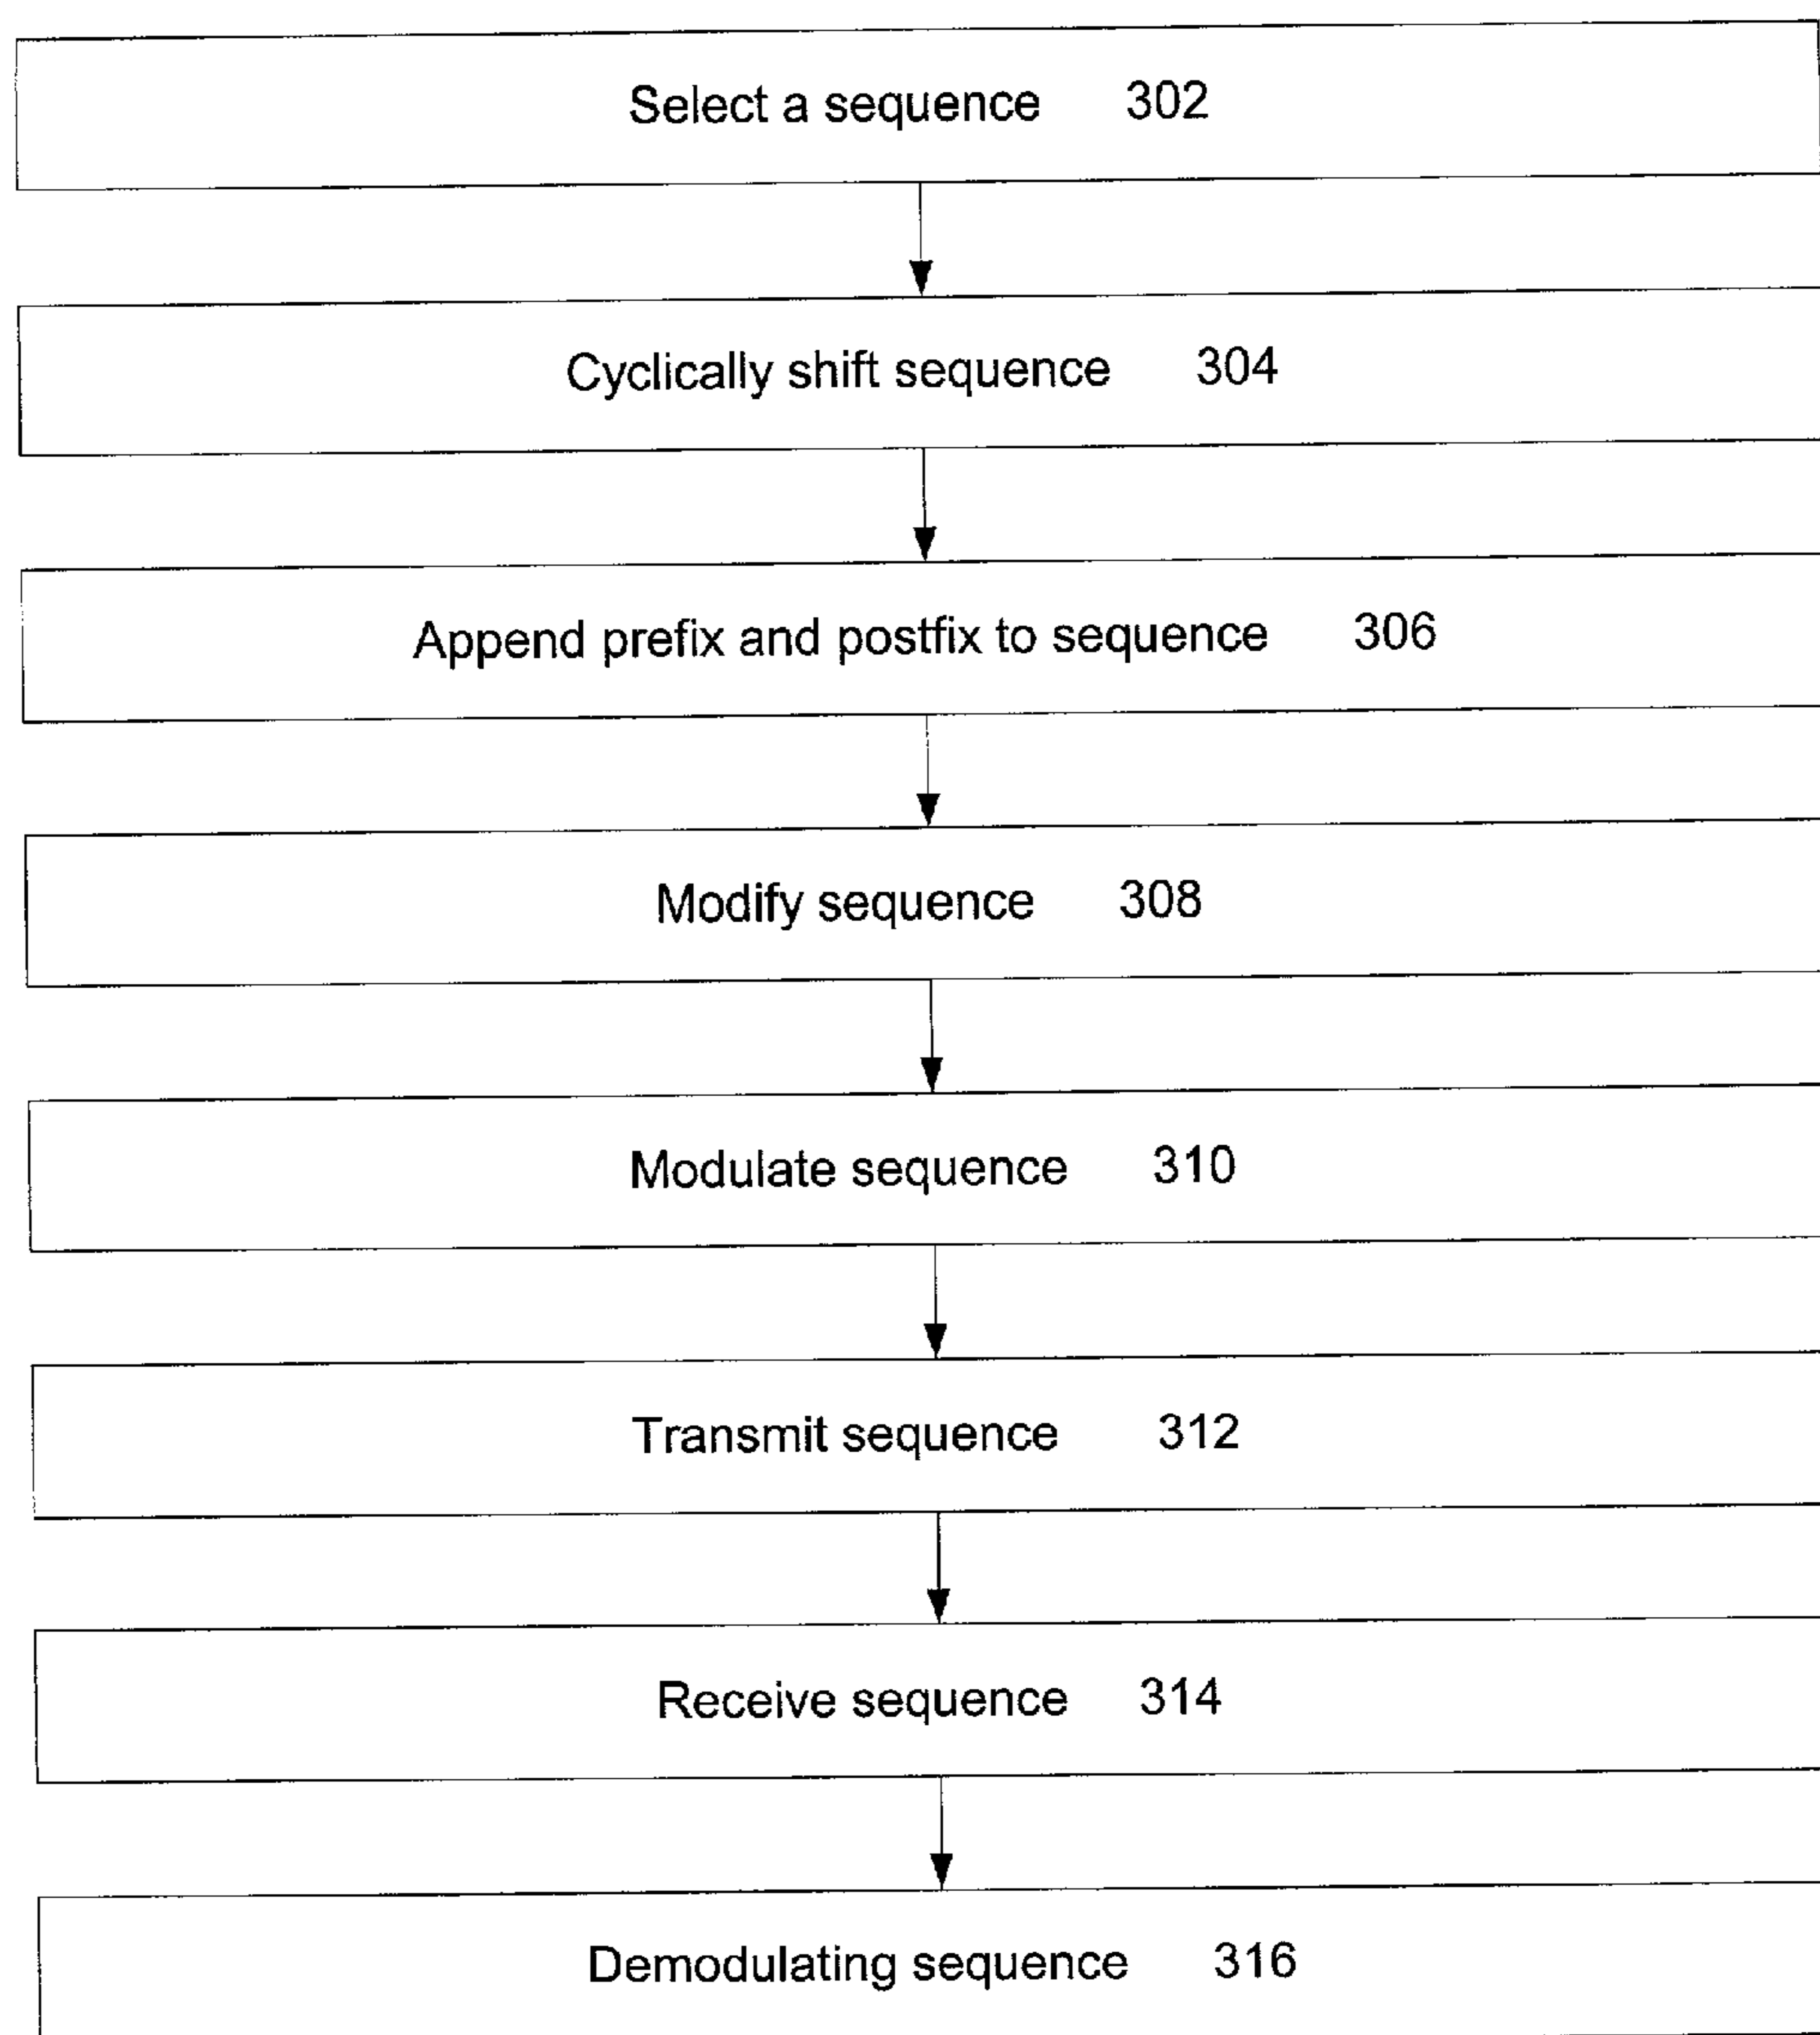 Select a sequence 302
Cyclically shift sequence 304
Append prefix and postfix to sequence 306
Modify sequence 308
Modulate sequence 310
Transmit sequence 312
Receive sequence 314
Demodulating sequence 316